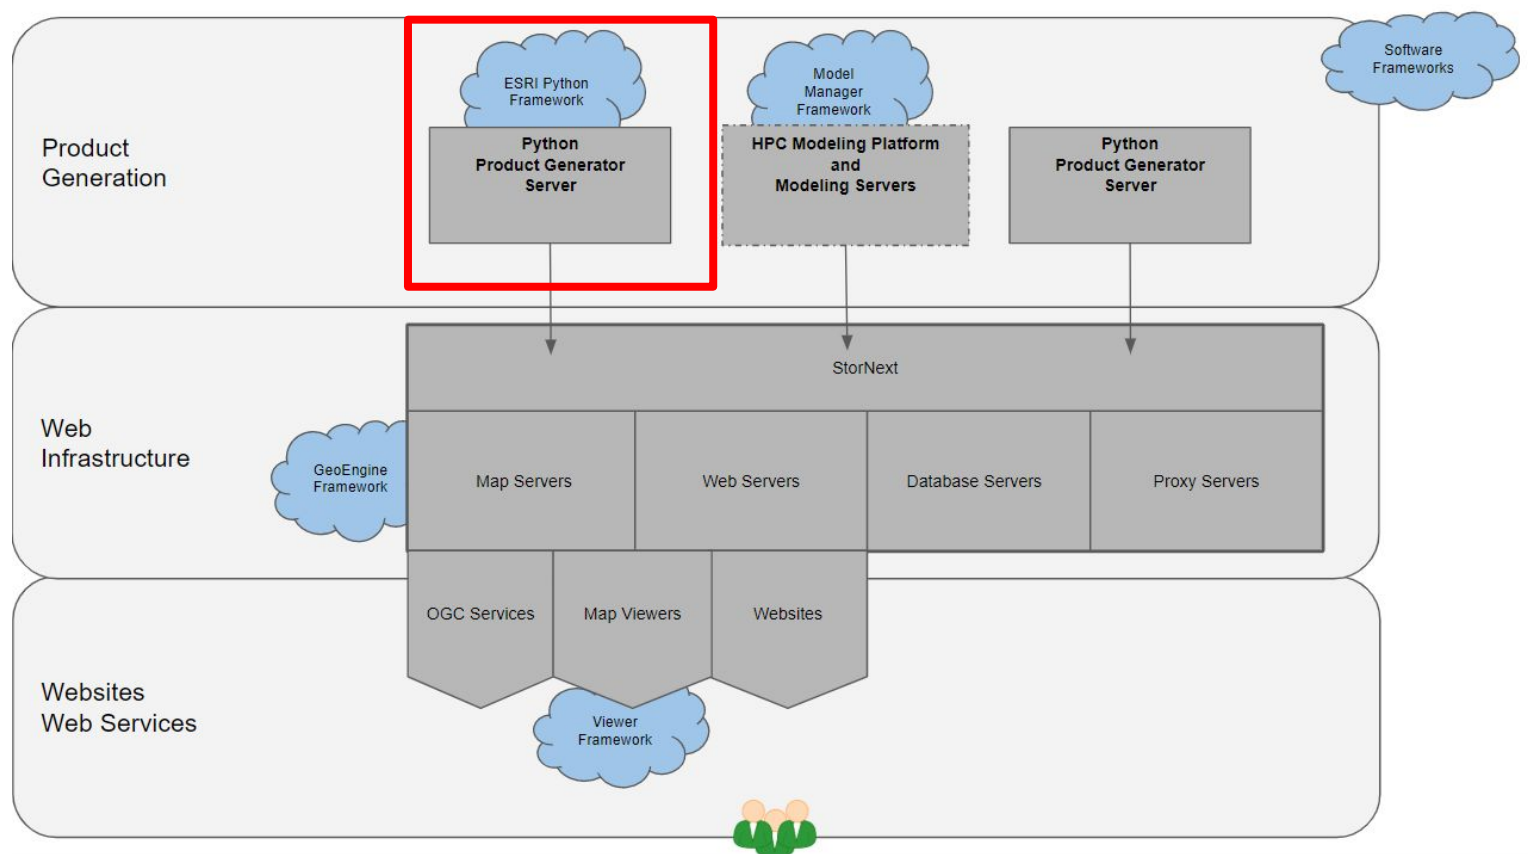 Software
Frameworks
Product
Generation
ESRI Python
Framework
Python
Product Generator
Server
Model
Manager
Framework
HPC Modeling Platform
and
Modeling Servers
Python
Product Generator
Server
Web
Infrastructure
StorNext
GeoEngine
Framework
Map Servers
Web Servers
Database Servers
Proxy Servers
Websites
Web Services
OGC Services
Map Viewers
Websites
Viewer
Framework